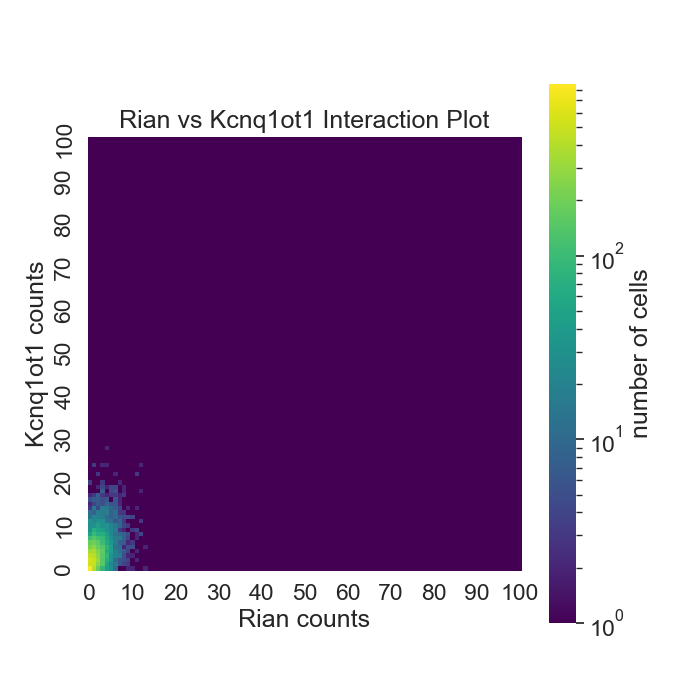 Rian vs Kcnq1ot1 Interaction Plot
Kcnq1ot1 counts
100
90
80
70
60
50
40
30
20
10
0
0 10 20 30 40 50 60 70 80 90 100
Rian counts
10²
10¹
10⁰
number of cells